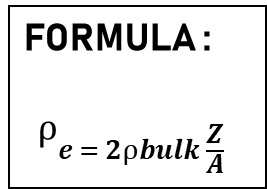 FORMULA:
ρe = 2ρbulk Z/A